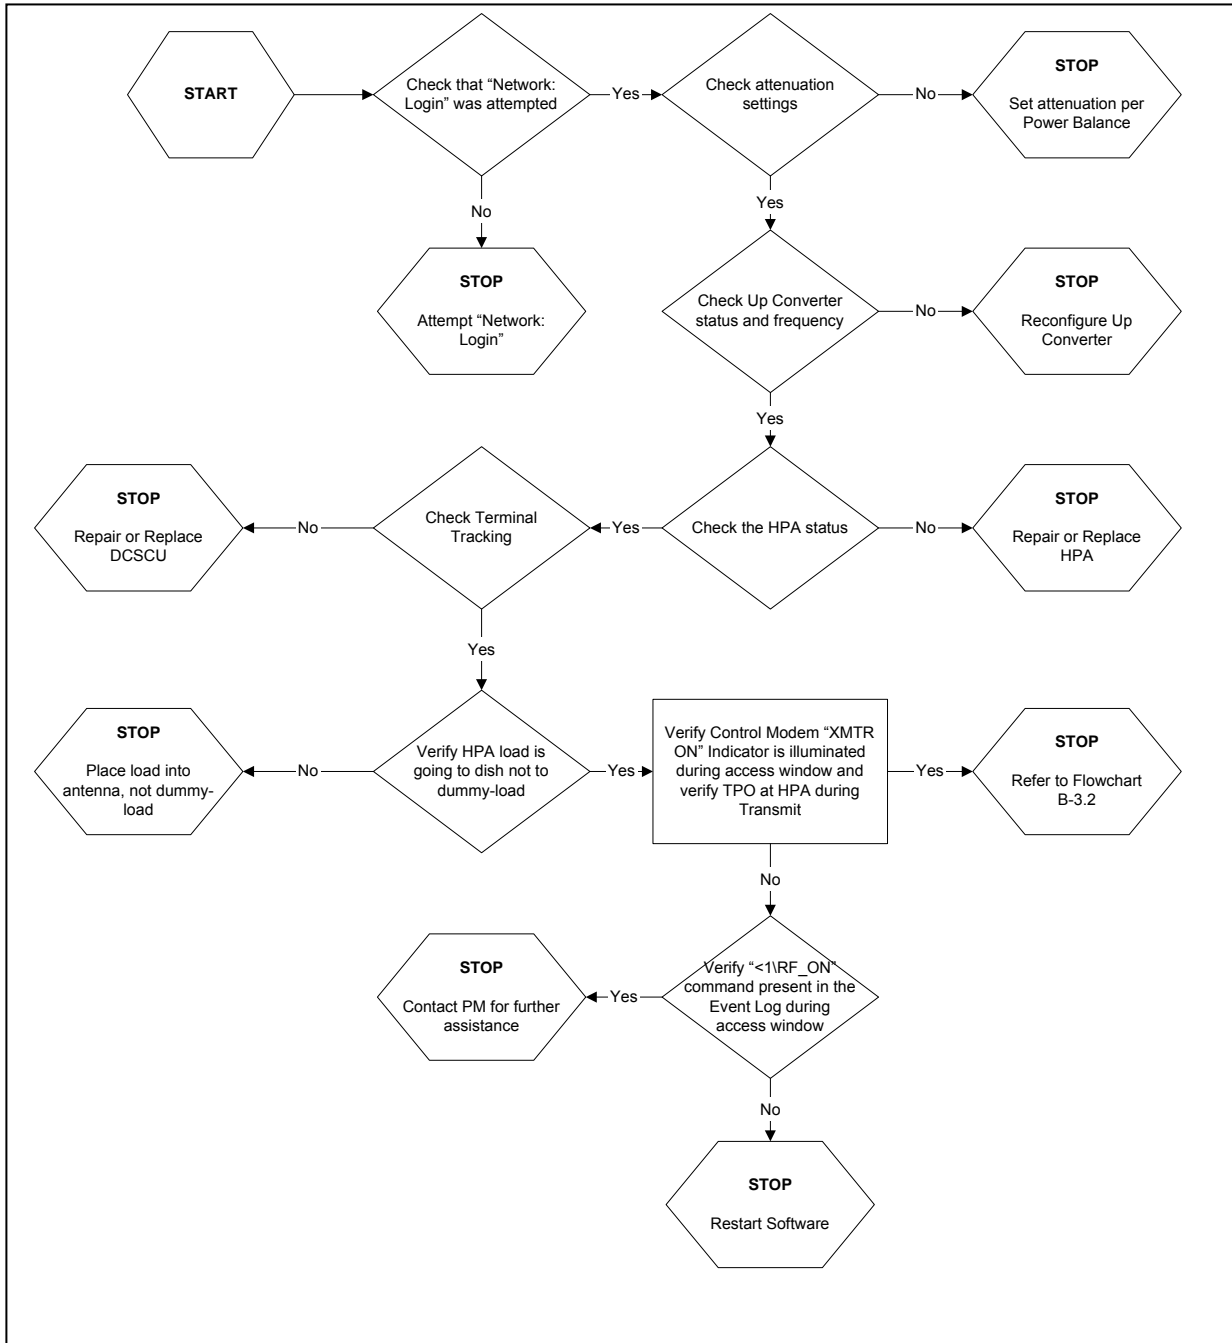 START
Check that “Network:
Login” was attempted
Yes
Check attenuation
settings
No
STOP
Set attenuation per
Power Balance
No
Yes
STOP
Attempt “Network:
Login”
Check Up Converter
status and frequency
No
STOP
Reconfigure Up
Converter
Yes
STOP
Repair or Replace
DCSCU
No
Check Terminal
Tracking
Yes
Check the HPA status
No
STOP
Repair or Replace
HPA
Yes
STOP
Place load into
antenna, not dummy-
load
No
Verify HPA load is
going to dish not to
dummy-load
Yes
Verify Control Modem “XMTR
ON” Indicator is illuminated
during access window and
verify TPO at HPA during
Transmit
Yes
STOP
Refer to Flowchart
B-3.2
No
STOP
Contact PM for further
assistance
Yes
Verify “<1\RF_ON”
command present in the
Event Log during
access window
No
STOP
Restart Software